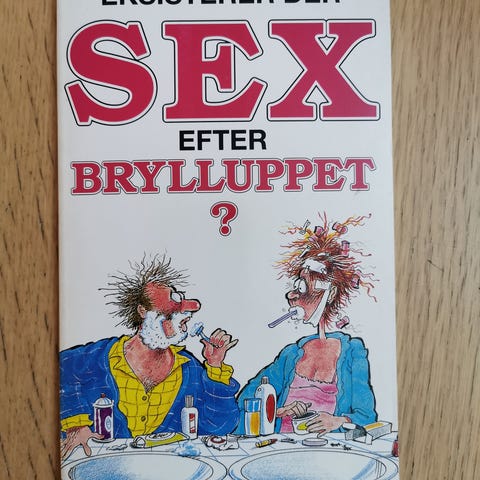 EKSISTERER DER
SEX
EFTER
BRYLLUPPET
?